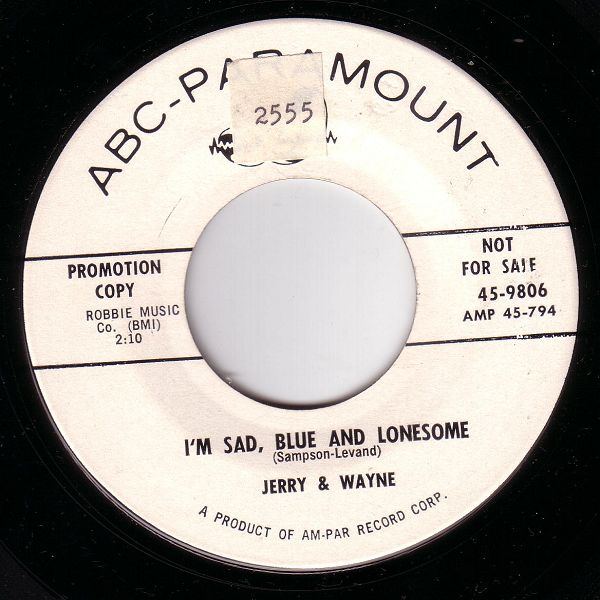 ABC-PARAMOUNT
2555
PROMOTION
COPY
ROBBIE MUSIC
Co. (BMI)
2:10
NOT
FOR SALE
45-9806
AMP 45-794
I'M SAD, BLUE AND LONESOME
(Sampson-Levand)
JERRY & WAYNE
A PRODUCT OF AM-PAR RECORD CORP.